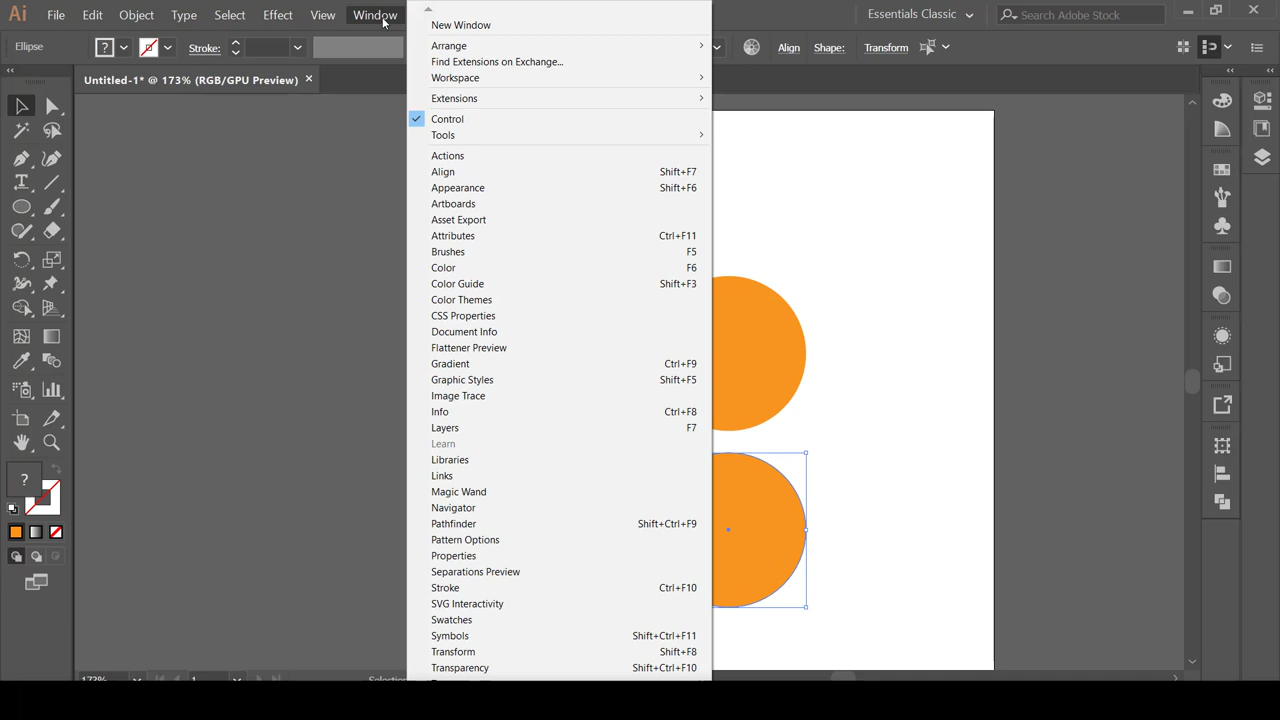 Ai File Edit Object Type Select Effect View Window Essentials Classic Search Adobe Stock
Ellipse ? Stroke: Align Shape: Transform
Untitled-1* @ 173% (RGB/GPU Preview) ×
New Window
Arrange
Find Extensions on Exchange...
Workspace
Extensions
Control
Tools
Actions
Align Shift+F7
Appearance Shift+F6
Artboards
Asset Export
Attributes Ctrl+F11
Brushes F5
Color F6
Color Guide Shift+F3
Color Themes
CSS Properties
Document Info
Flattener Preview
Gradient Ctrl+F9
Graphic Styles Shift+F5
Image Trace
Info Ctrl+F8
Layers F7
Learn
Libraries
Links
Magic Wand
Navigator
Pathfinder Shift+Ctrl+F9
Pattern Options
Properties
Separations Preview
Stroke Ctrl+F10
SVG Interactivity
Swatches
Symbols Shift+Ctrl+F11
Transform Shift+F8
Transparency Shift+Ctrl+F10
?
173% 1 Selection